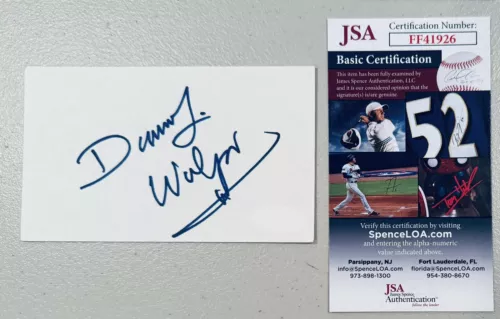 Certification Number:
JSA
FF41926
Basic Certification
This item has been fully examined by
James Spence Authentication, LLC
and it is our considered opinion that the
signature(s) is/are genuine.
52
Verify this certification by visiting
SpenceLOA.com
and entering the alpha-numeric
value indicated above.
Parsippany, NJ
info@SpenceLOA.com
973-898-1300
Fort Lauderdale, FL
florida@SpenceLOA.com
954-380-8670
JSA
James Spence
Authentication